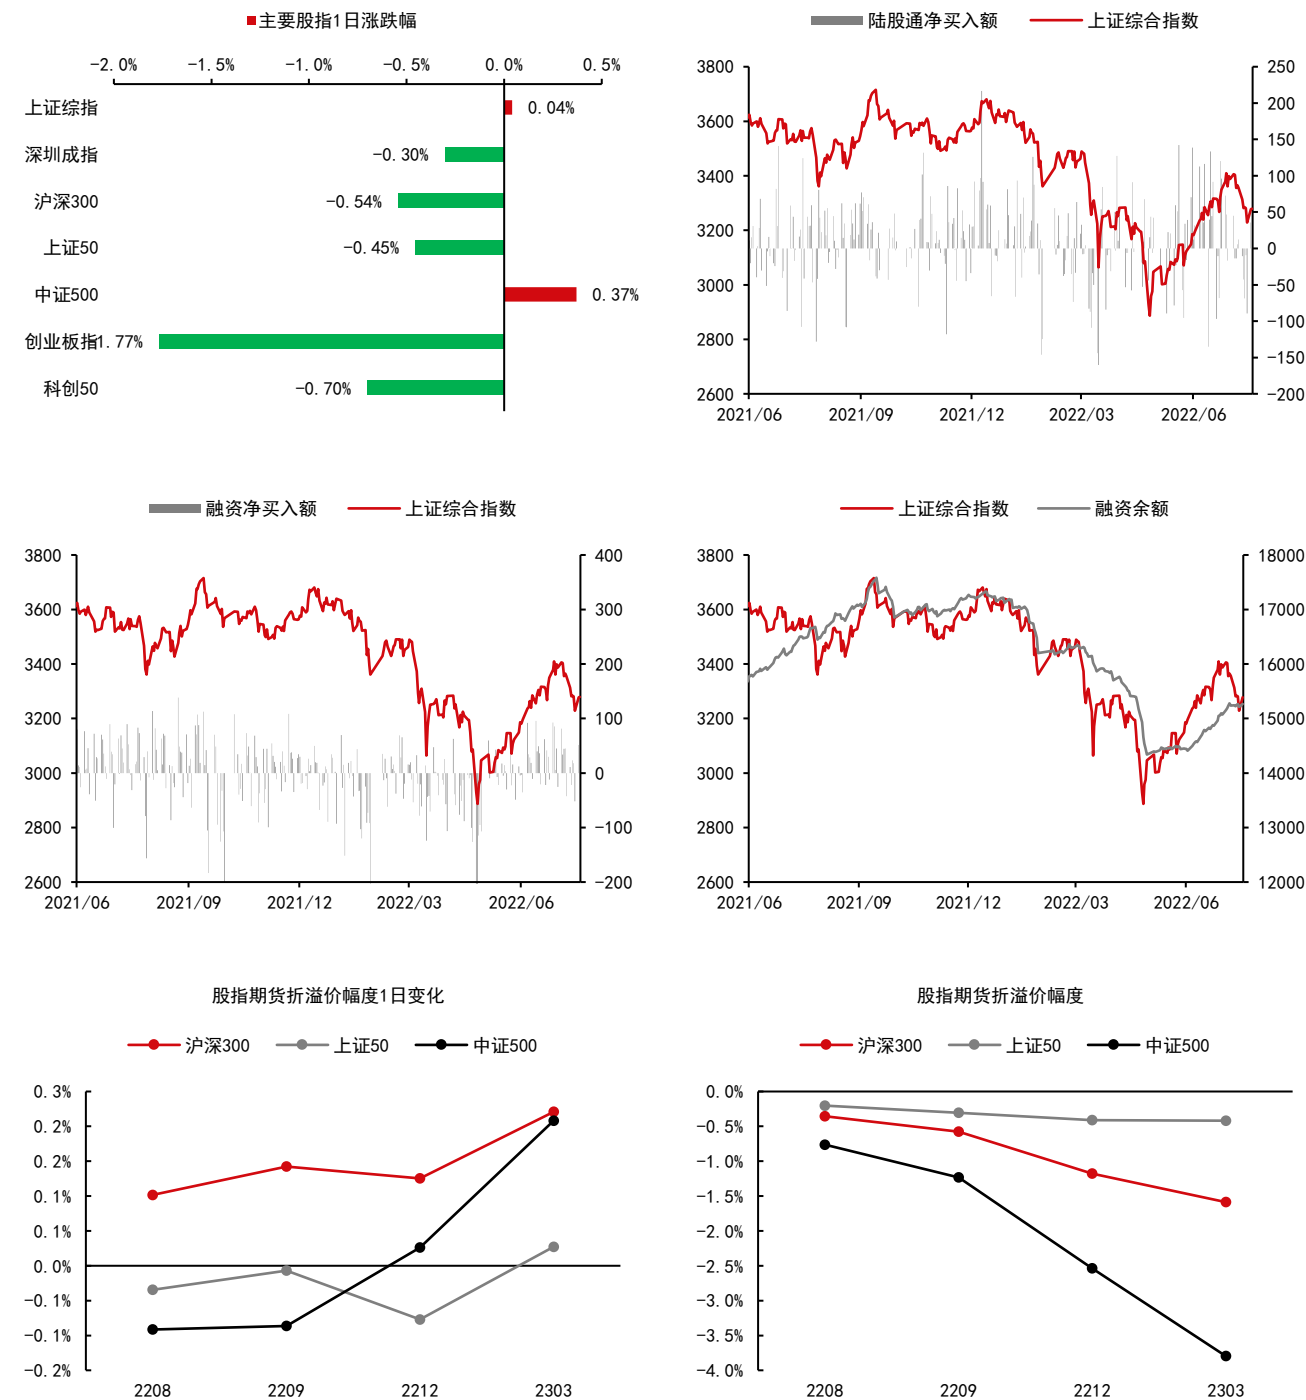 主要股指1日涨跌幅
-2.0% -1.5% -1.0% -0.5% 0.0% 0.5%
上证综指 0.04%
深圳成指 -0.30%
沪深300 -0.54%
上证50 -0.45%
中证500 0.37%
创业板指1.77%
科创50 -0.70%
陆股通净买入额 上证综合指数
3800 250
3600 200
3400 150
3200 100
3000 50
2800 0
2600 -50
-100
-150
-200
2021/06 2021/09 2021/12 2022/03 2022/06
融资净买入额 上证综合指数
3800 400
3600 300
3400 200
3200 100
3000 0
2800 -100
2600 -200
2021/06 2021/09 2021/12 2022/03 2022/06
上证综合指数 融资余额
3800 18000
3600 17000
3400 16000
3200 15000
3000 14000
2800 13000
2600 12000
2021/06 2021/09 2021/12 2022/03 2022/06
股指期货折溢价幅度1日变化
沪深300 上证50 中证500
0.3%
0.2%
0.2%
0.1%
0.1%
0.0%
-0.1%
-0.1%
-0.2%
2208 2209 2212 2303
股指期货折溢价幅度
沪深300 上证50 中证500
0.0%
-0.5%
-1.0%
-1.5%
-2.0%
-2.5%
-3.0%
-3.5%
-4.0%
2208 2209 2212 2303